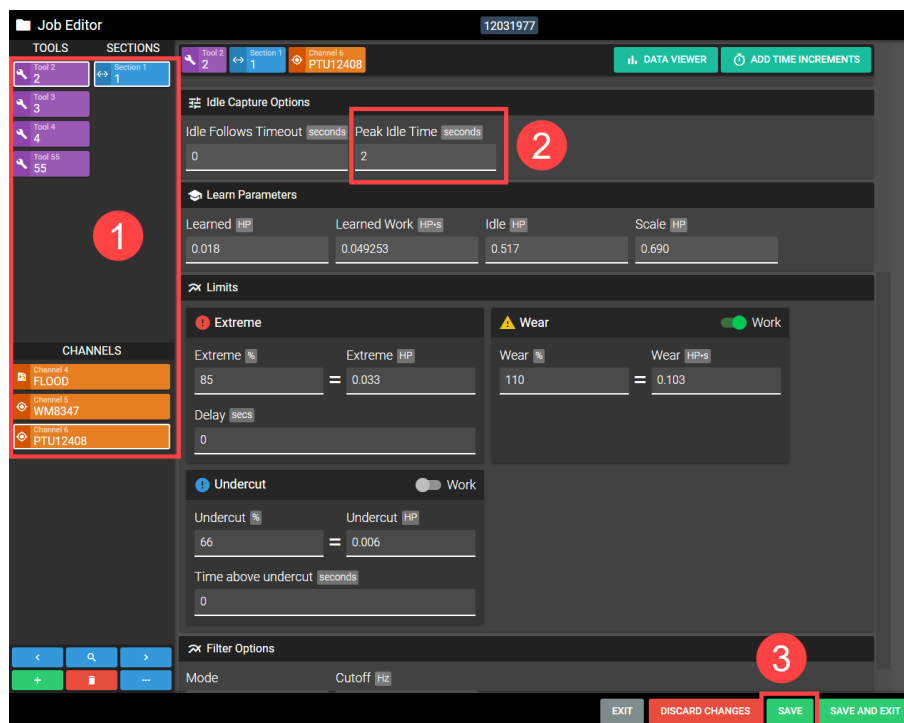 Job Editor
12031977
TOOLS SECTIONS
Tool 2
2
Section 1
1
Tool 3
3
Tool 4
4
Tool 55
55
1
CHANNELS
Channel 4
FLOOD
Channel 5
WM8347
Channel 6
PTU12408
Tool 2
2
Section 1
1
Channel 6
PTU12408
DATA VIEWER
ADD TIME INCREMENTS
Idle Capture Options
Idle Follows Timeout seconds Peak Idle Time seconds
0 2
2
Learn Parameters
Learned HP Learned Work HP•s Idle HP Scale HP
0.018 0.049253 0.517 0.690
Limits
Extreme
Extreme % Extreme HP
85 = 0.033
Delay secs
0
Wear Work
Wear % Wear HP•s
110 = 0.103
Undercut Work
Undercut % Undercut HP
66 = 0.006
Time above undercut seconds
0
Filter Options
Mode Cutoff Hz
3
EXIT DISCARD CHANGES SAVE SAVE AND EXIT